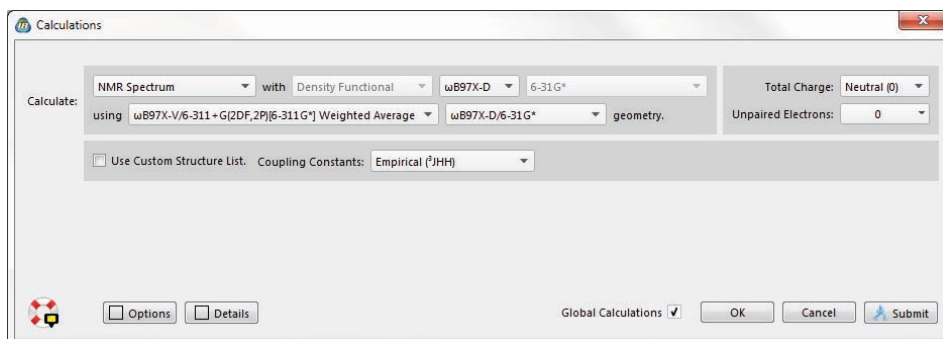 Calculations
Calculate: NMR Spectrum with Density Functional ωB97X-D 6-31G* Total Charge: Neutral (0)
using ωB97X-V/6-311+G(2DF,2P)[6-311G*] Weighted Average ωB97X-D/6-31G* geometry. Unpaired Electrons: 0
Use Custom Structure List. Coupling Constants: Empirical (³JHH)
Options Details Global Calculations OK Cancel Submit